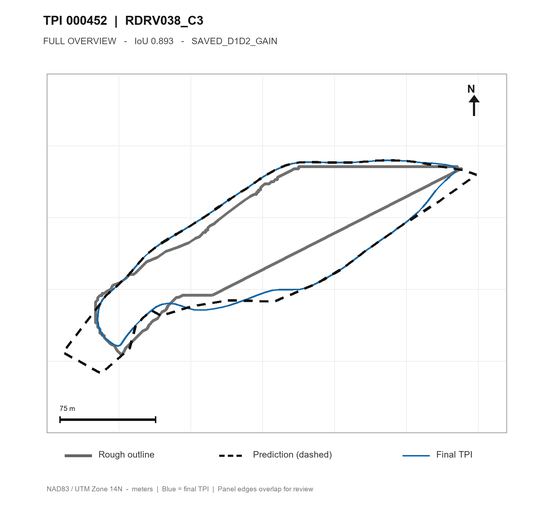 TPI 000452 | RDRV038_C3
FULL OVERVIEW - IoU 0.893 - SAVED_D1D2_GAIN
N
75 m
Rough outline
Prediction (dashed)
Final TPI
NAD83 / UTM Zone 14N - meters | Blue = final TPI | Panel edges overlap for review